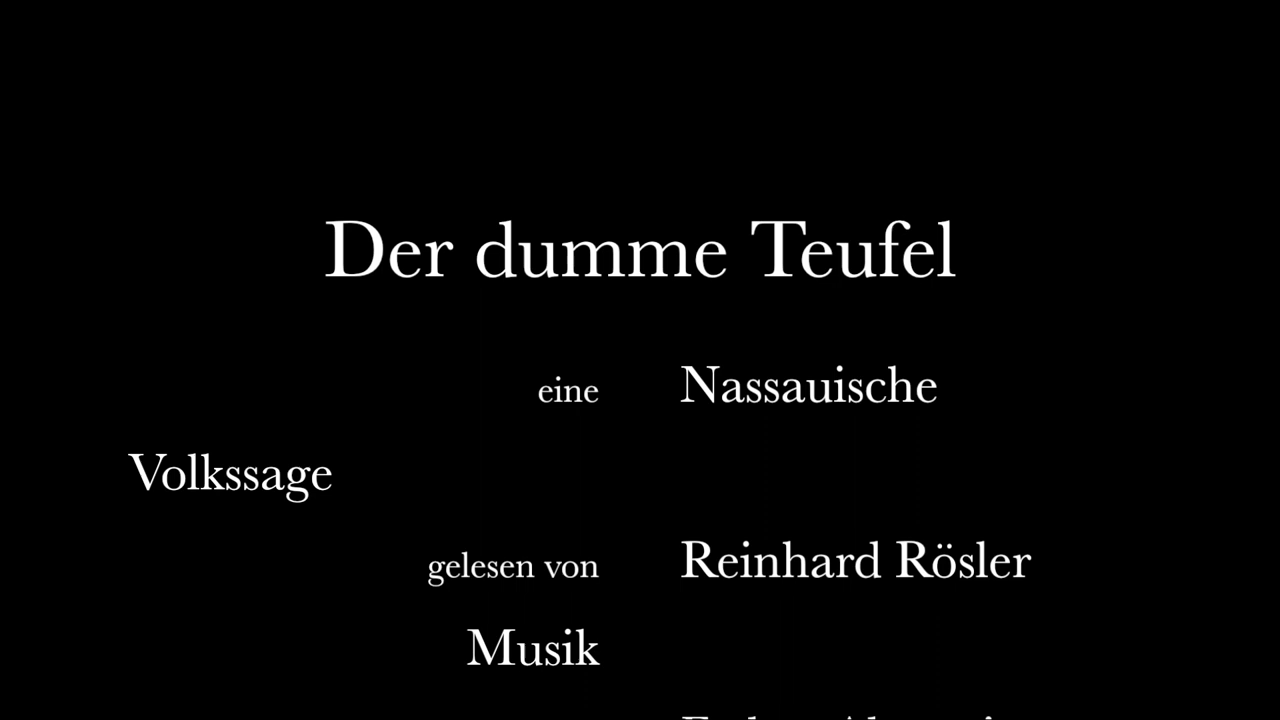 Der dumme Teufel
eine Nassauische
Volkssage
gelesen von Reinhard Rösler
Musik